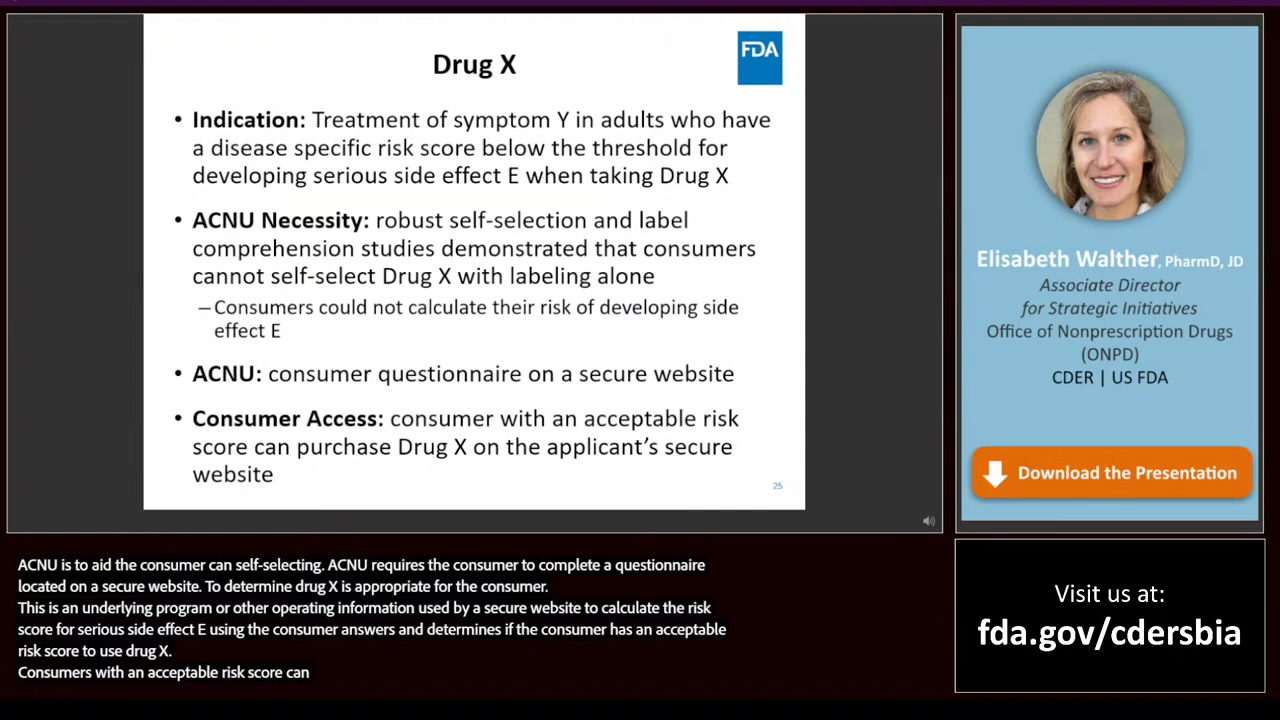 Drug X
FDA
• Indication: Treatment of symptom Y in adults who have
a disease specific risk score below the threshold for
developing serious side effect E when taking Drug X
• ACNU Necessity: robust self-selection and label
comprehension studies demonstrated that consumers
cannot self-select Drug X with labeling alone
– Consumers could not calculate their risk of developing side
effect E
• ACNU: consumer questionnaire on a secure website
• Consumer Access: consumer with an acceptable risk
score can purchase Drug X on the applicant's secure
website
25
Elisabeth Walther, PharmD, JD
Associate Director
for Strategic Initiatives
Office of Nonprescription Drugs
(ONPD)
CDER | US FDA
Download the Presentation
ACNU is to aid the consumer can self-selecting. ACNU requires the consumer to complete a questionnaire
located on a secure website. To determine drug X is appropriate for the consumer.
This is an underlying program or other operating information used by a secure website to calculate the risk
score for serious side effect E using the consumer answers and determines if the consumer has an acceptable
risk score to use drug X.
Consumers with an acceptable risk score can
Visit us at:
fda.gov/cdersbia